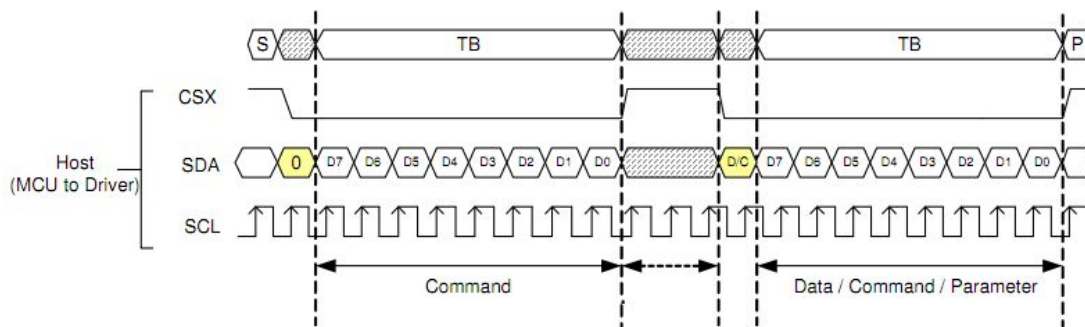 S TB TB P
CSX
Host
(MCU to Driver)
SDA 0 D7 D6 D5 D4 D3 D2 D1 D0 D/C D7 D6 D5 D4 D3 D2 D1 D0
SCL
Command Data / Command / Parameter